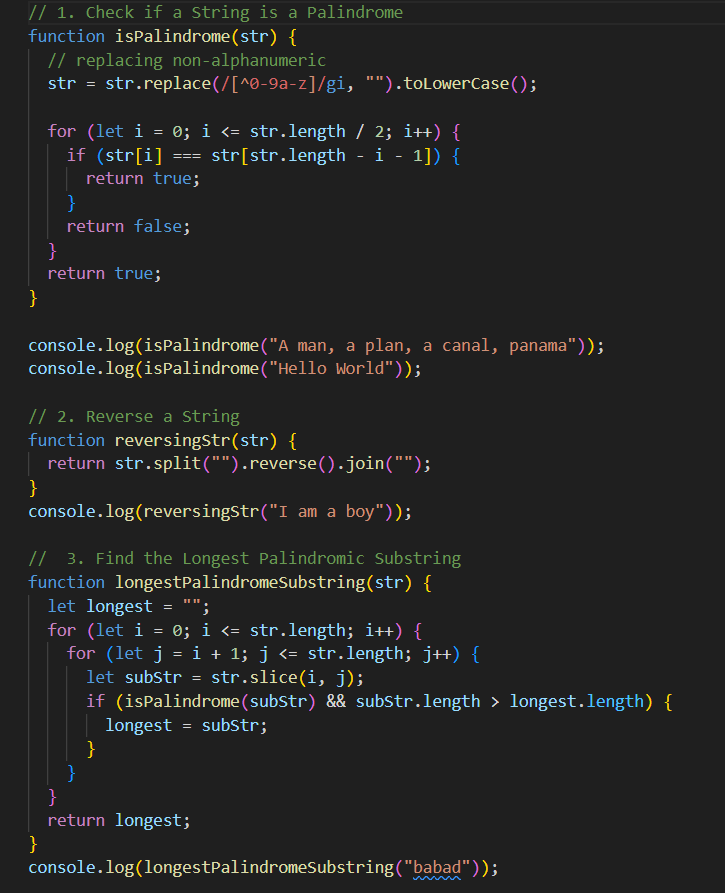 // 1. Check if a String is a Palindrome
function isPalindrome(str) {
  // replacing non-alphanumeric
  str = str.replace(/[^0-9a-z]/gi, "").toLowerCase();

  for (let i = 0; i <= str.length / 2; i++) {
    if (str[i] === str[str.length - i - 1]) {
      return true;
    }
    return false;
  }
  return true;
}

console.log(isPalindrome("A man, a plan, a canal, panama"));
console.log(isPalindrome("Hello World"));

// 2. Reverse a String
function reversingStr(str) {
  return str.split("").reverse().join("");
}
console.log(reversingStr("I am a boy"));

//  3. Find the Longest Palindromic Substring
function longestPalindromeSubstring(str) {
  let longest = "";
  for (let i = 0; i <= str.length; i++) {
    for (let j = i + 1; j <= str.length; j++) {
      let subStr = str.slice(i, j);
      if (isPalindrome(subStr) && subStr.length > longest.length) {
        longest = subStr;
      }
    }
  }
  return longest;
}
console.log(longestPalindromeSubstring("babad"));